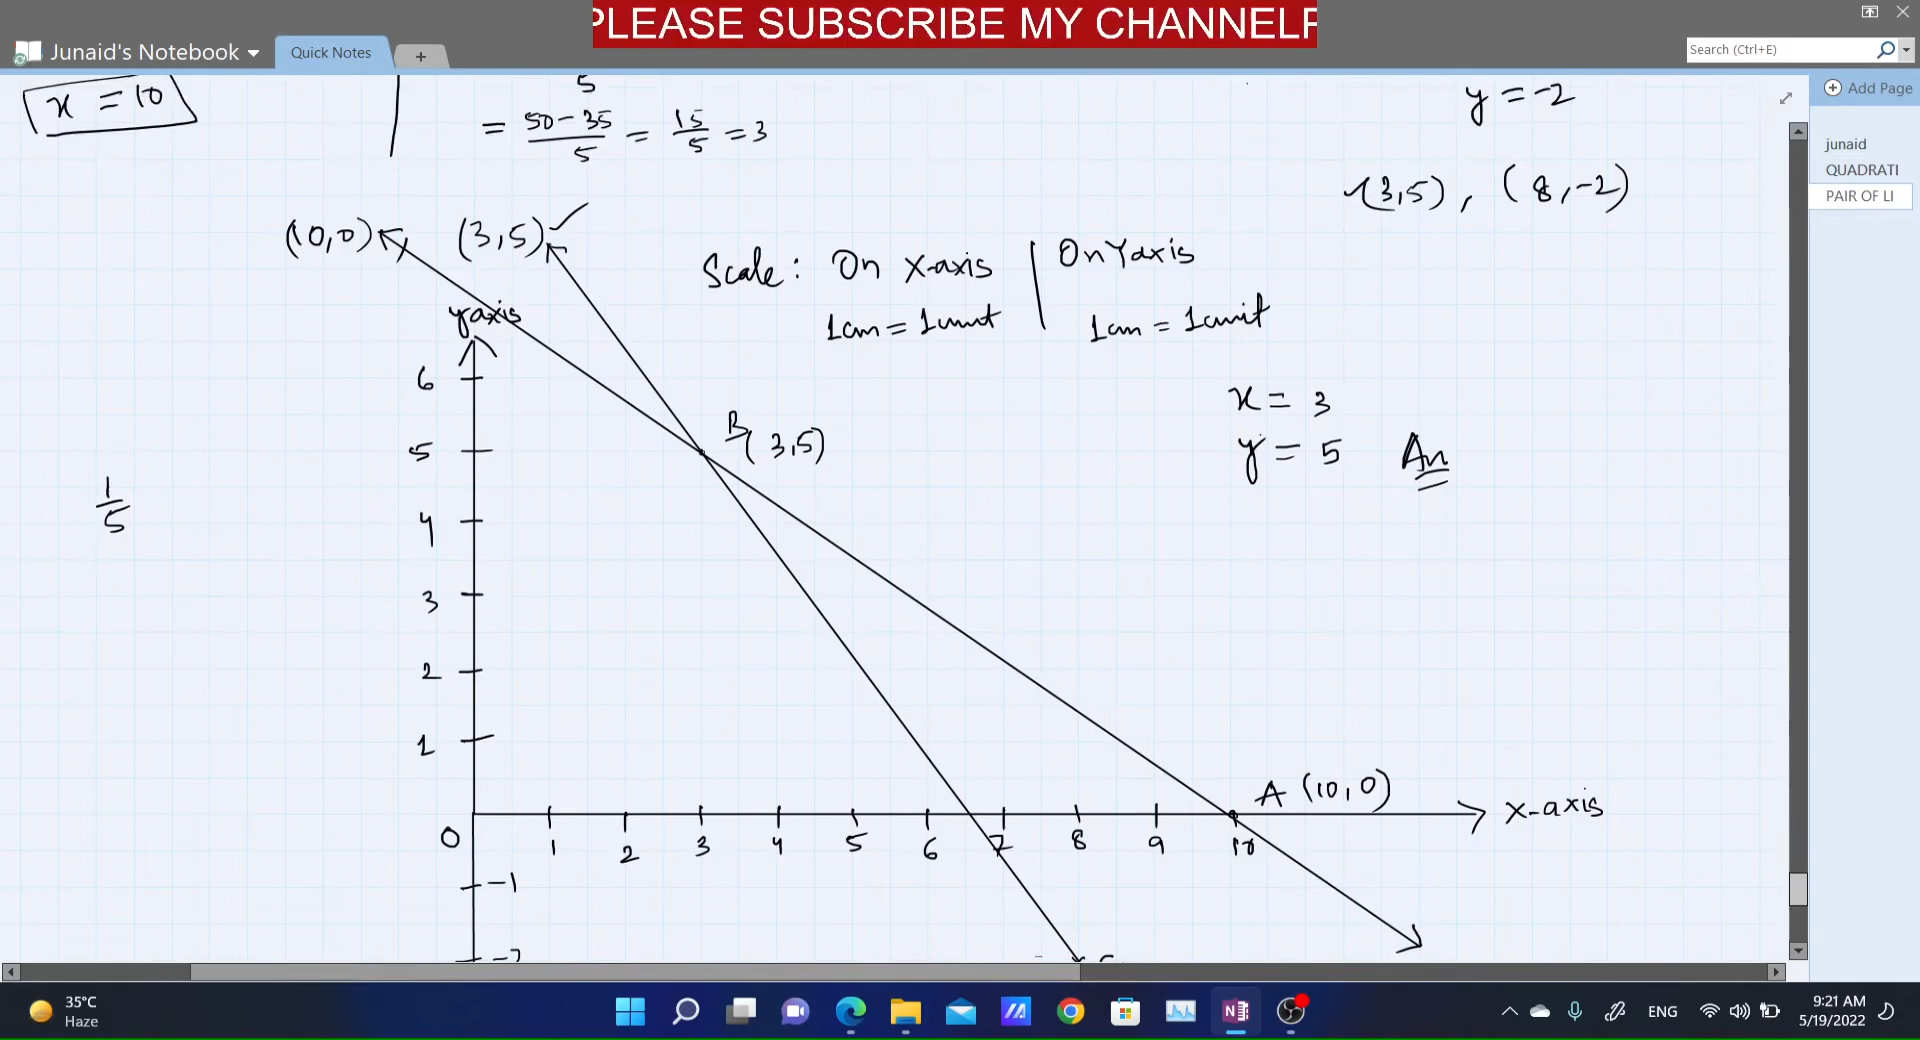 PLEASE SUBSCRIBE MY CHANNEL
Junaid's Notebook
Quick Notes
+
Search (Ctrl+E)
Add Page
junaid
QUADRATI
PAIR OF LI
x = 10
5
= 50-35/5 = 15/5 = 3
y = -2
(3,5), (8,-2)
(10,0) (3,5)
Scale: On X-axis | On Y axis
1cm = 1unit 1cm = 1unit
y axis
x = 3
y = 5 An
B(3,5)
1/5
6
5
4
3
2
1
A (10,0)
x-axis
0 1 2 3 4 5 6 7 8 9 10
-1
-2
35°C
Haze
ENG
9:21 AM
5/19/2022